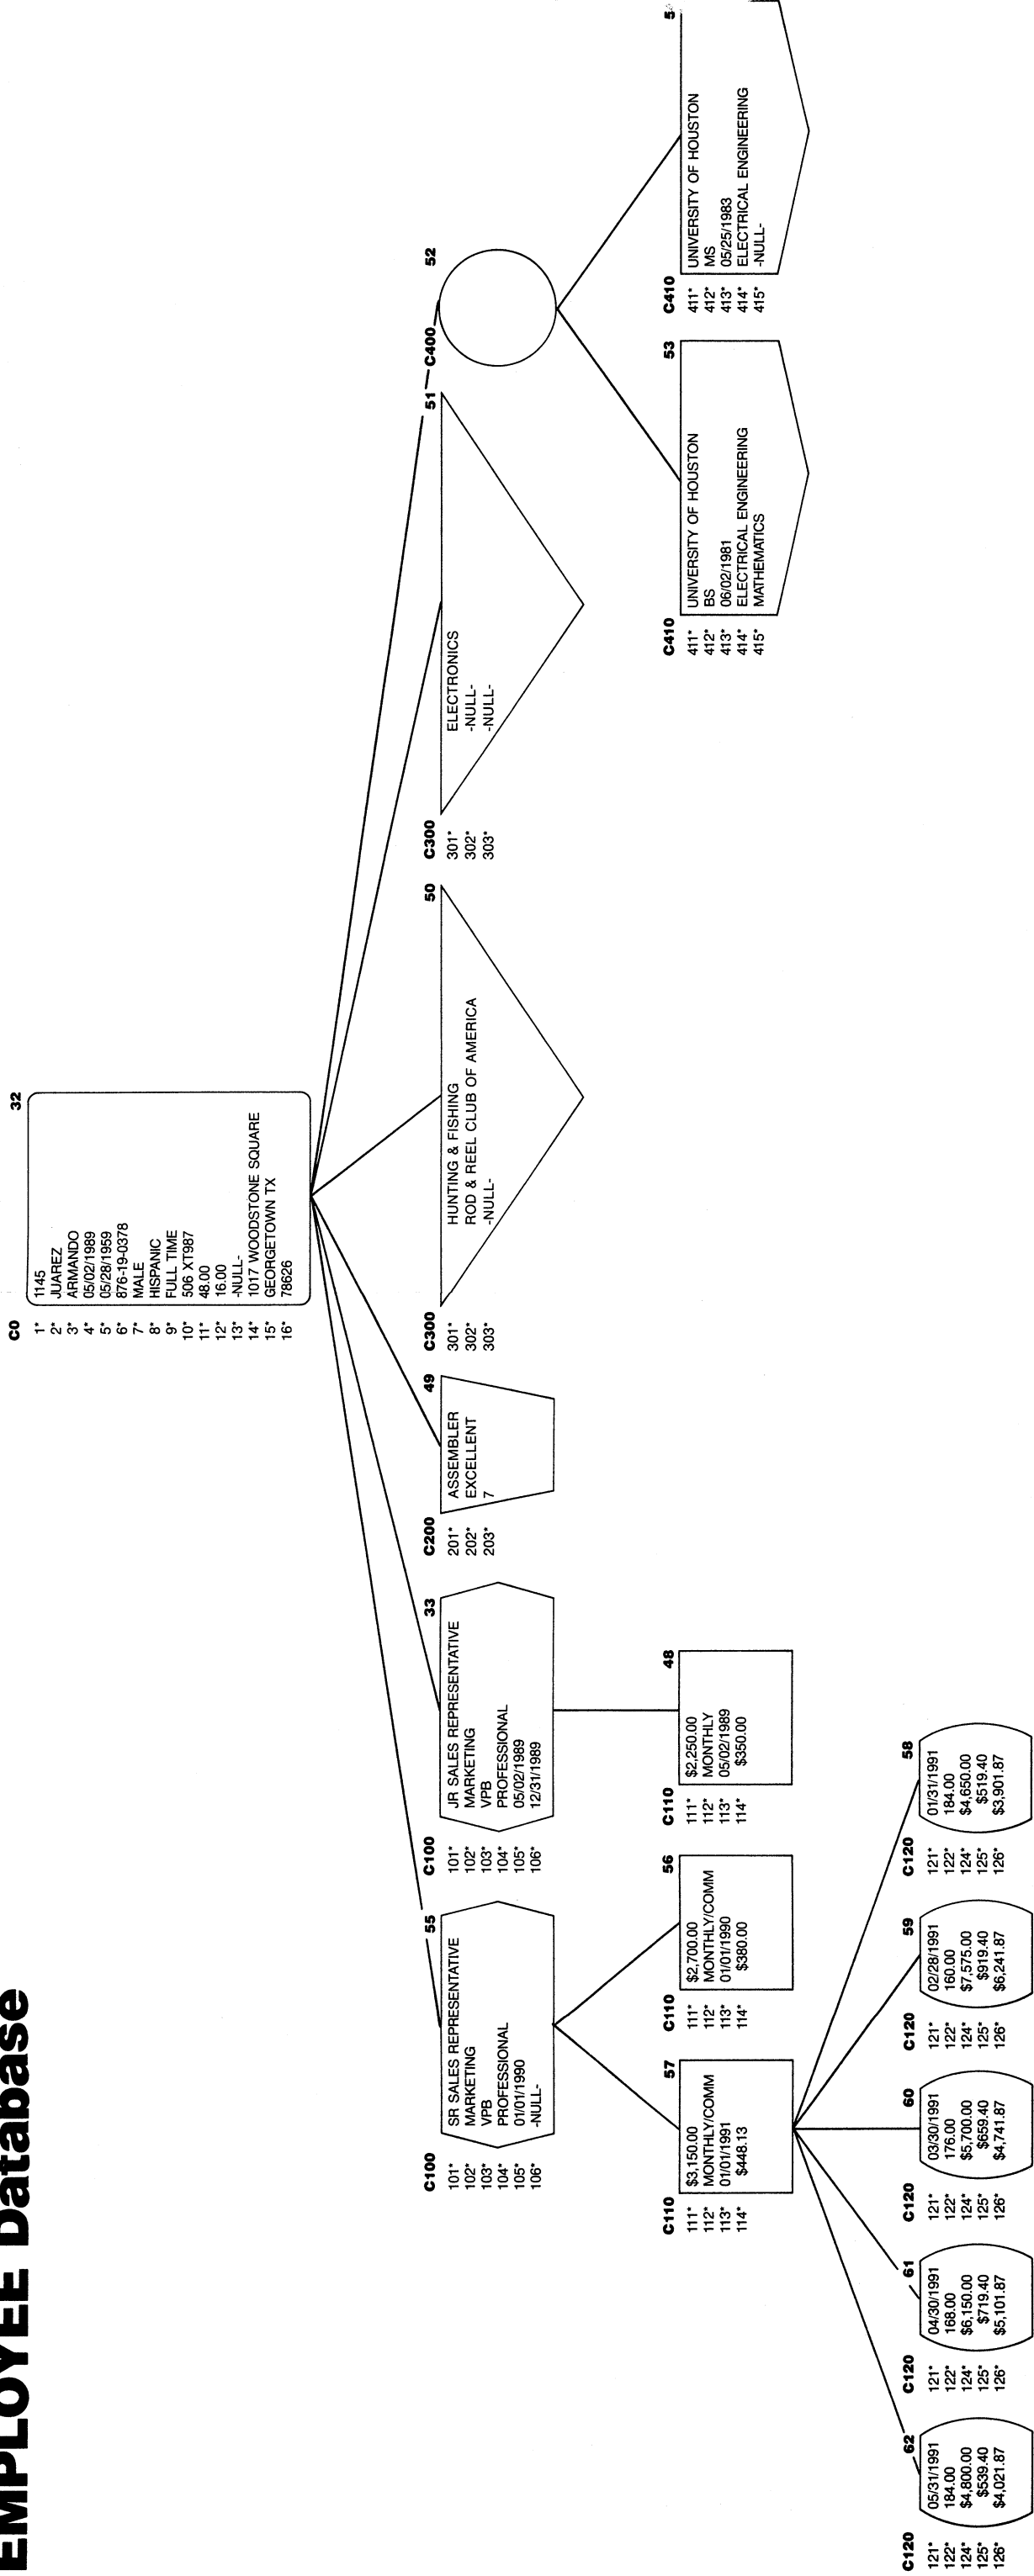 EMPLOYEE Database
C0 32
1* 1145
2* JUAREZ
3* ARMANDO
4* 05/02/1989
5* 05/28/1959
6* 876-19-0378
7* MALE
8* HISPANIC
9* FULL TIME
10* 506 XT987
11* 48.00
12* 16.00
13* -NULL-
14* 1017 WOODSTONE SQUARE
15* GEORGETOWN TX
16* 78626
C100 55
101* SR SALES REPRESENTATIVE
102* MARKETING
103* VPB
104* PROFESSIONAL
105* 01/01/1990
106* -NULL-
C100 33
101* JR SALES REPRESENTATIVE
102* MARKETING
103* VPB
104* PROFESSIONAL
105* 05/02/1989
106* 12/31/1989
C200 49
201* ASSEMBLER
202* EXCELLENT
203* 7
C300 50
301* HUNTING & FISHING
302* ROD & REEL CLUB OF AMERICA
303* -NULL-
C300 51
301* ELECTRONICS
302* -NULL-
303* -NULL-
C400 52
C110 57
111* $3,150.00
112* MONTHLY/COMM
113* 01/01/1991
114* $448.13
C110 56
111* $2,700.00
112* MONTHLY/COMM
113* 01/01/1990
114* $380.00
C110 48
111* $2,250.00
112* MONTHLY
113* 05/02/1989
114* $350.00
C410 53
411* UNIVERSITY OF HOUSTON
412* BS
413* 06/02/1981
414* ELECTRICAL ENGINEERING
415* MATHEMATICS
C410
411* UNIVERSITY OF HOUSTON
412* MS
413* 05/25/1983
414* ELECTRICAL ENGINEERING
415* -NULL-
C120 62
121* 05/31/1991
122* 184.00
124* $4,800.00
125* $539.40
126* $4,021.87
C120 61
121* 04/30/1991
122* 168.00
124* $6,150.00
125* $719.40
126* $5,101.87
C120 60
121* 03/30/1991
122* 176.00
124* $5,700.00
125* $659.40
126* $4,741.87
C120 59
121* 02/28/1991
122* 160.00
124* $7,575.00
125* $919.40
126* $6,241.87
C120 58
121* 01/31/1991
122* 184.00
124* $4,650.00
125* $519.40
126* $3,901.87